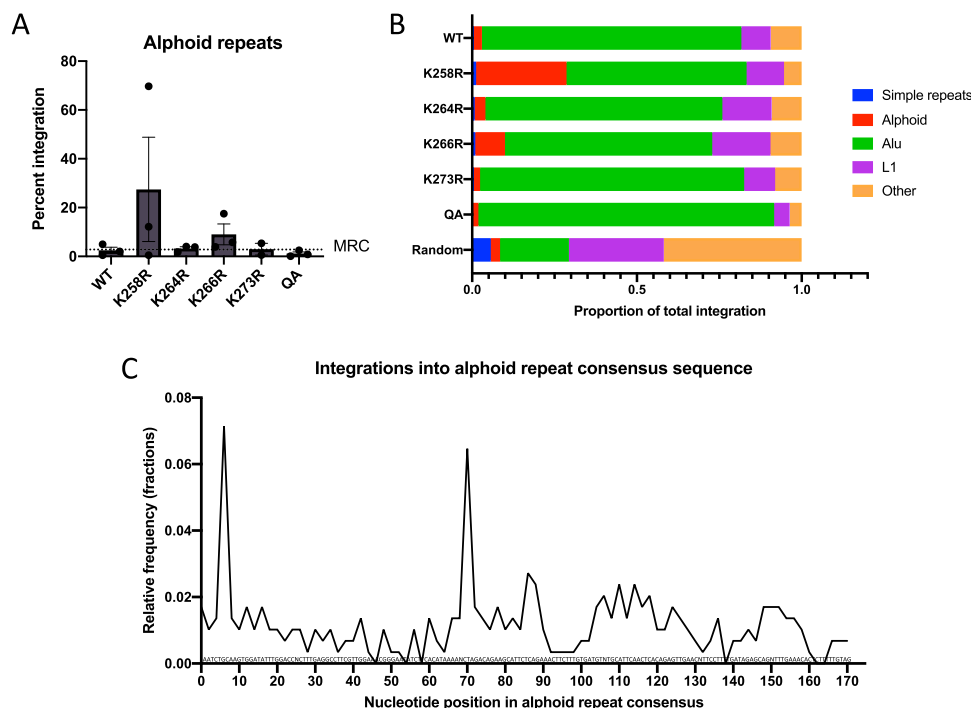 A
Alphoid repeats
80
60
40
20
0
Percent integration
MRC
WT
K258R
K264R
K266R
K273R
QA
B
WT
K258R
K264R
K266R
K273R
QA
Random
0.0
0.5
1.0
Proportion of total integration
Simple repeats
Alphoid
Alu
L1
Other
C
Integrations into alphoid repeat consensus sequence
0.08
0.06
0.04
0.02
0.00
Relative frequency (fractions)
0 10 20 30 40 50 60 70 80 90 100 110 120 130 140 150 160 170
Nucleotide position in alphoid repeat consensus